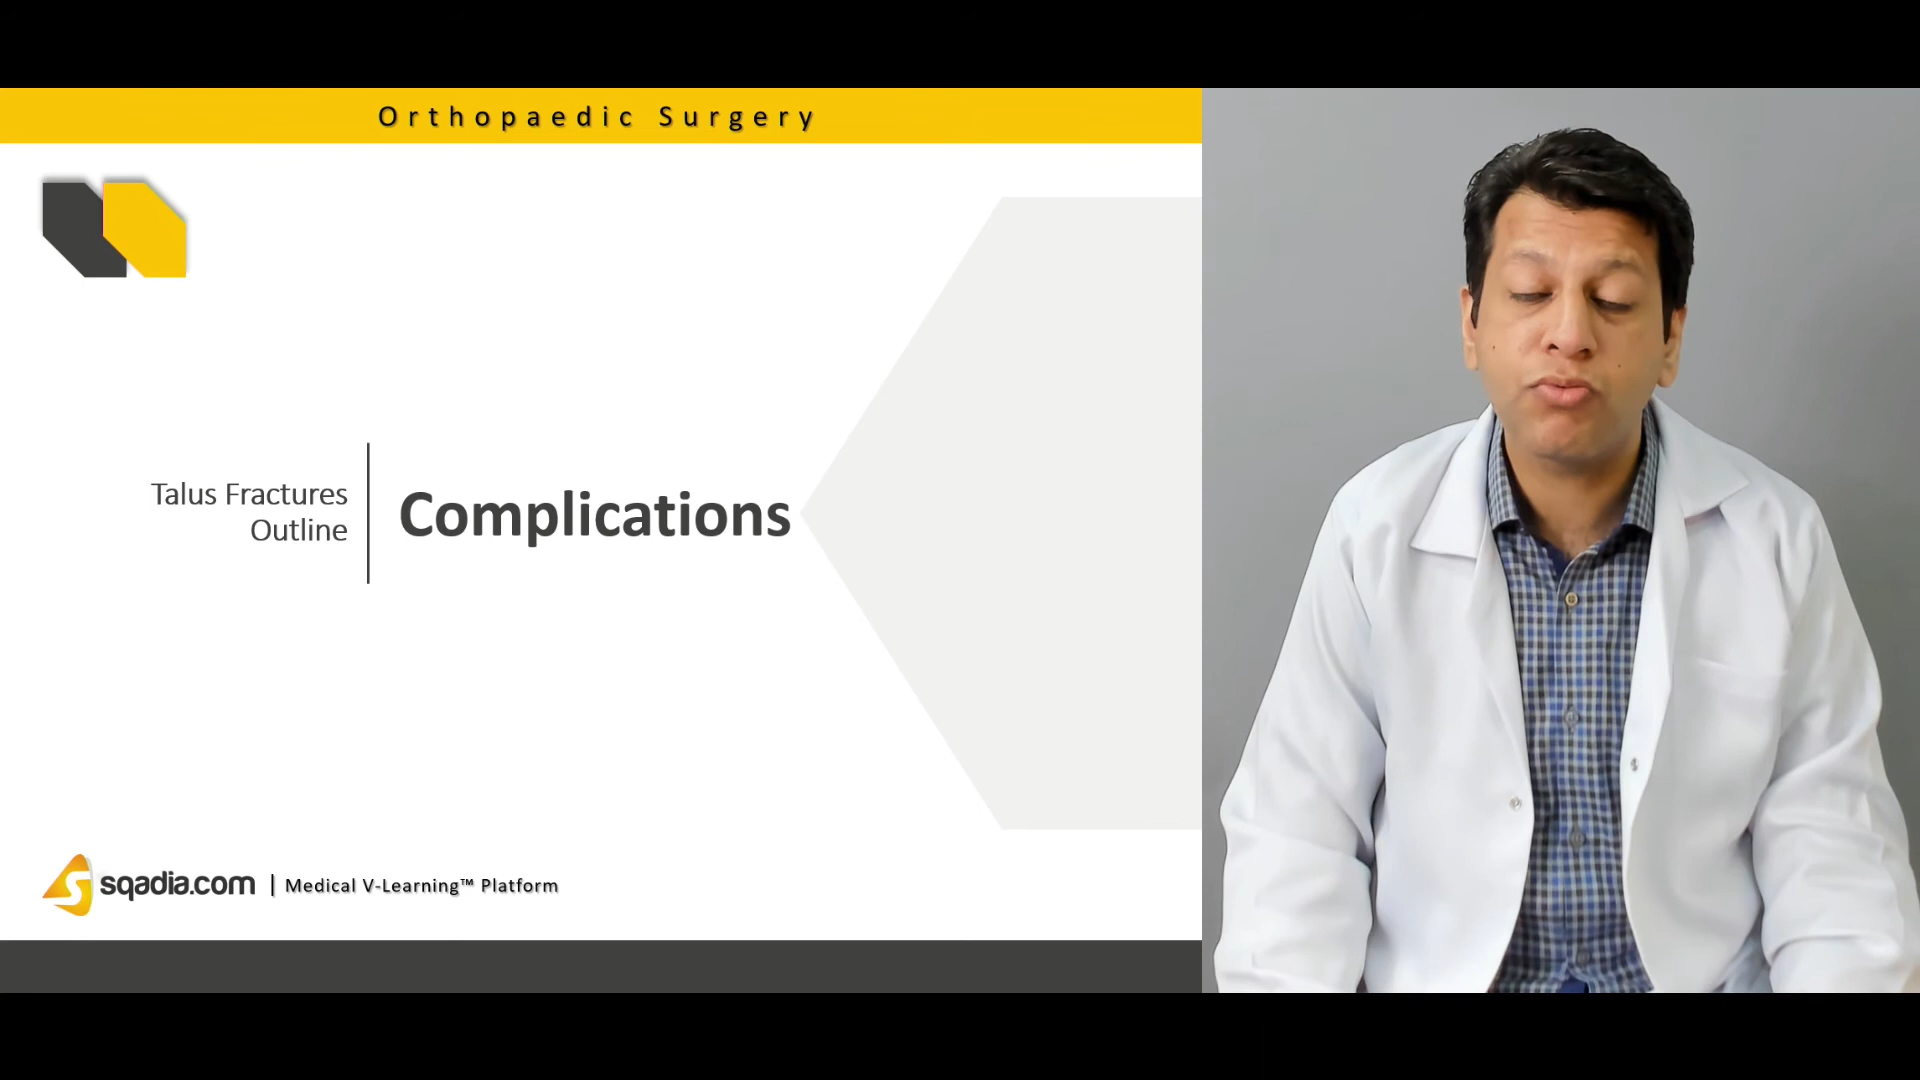 Orthopaedic Surgery
Talus Fractures
Outline
Complications
sqadia.com | Medical V-Learning™ Platform